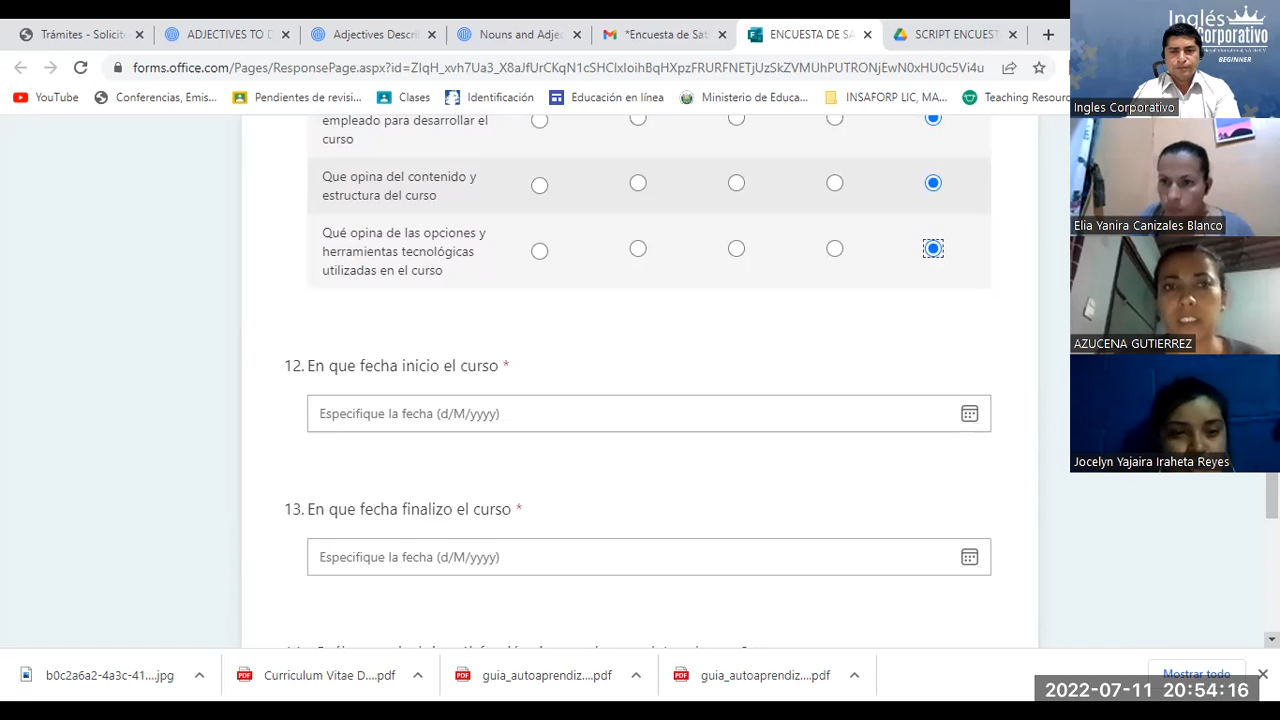 Trámites - Solicit
ADJECTIVES TO D
Adjectives Descri
Nouns and Adjec
*Encuesta de Sat
ENCUESTA DE SA
SCRIPT ENCUEST
forms.office.com/Pages/ResponsePage.aspx?id=ZIqH_xvh7U-3_X8aFbYRqN1cSHClxIoihBqHXpzFRURFNFTjUzSkZVMUhPUTRONjEwN0xHU0c5Vi4u
YouTube
Conferencias, Emis...
Pendientes de revisi...
Clases
Identificación
Educación en línea
Ministerio de Educa...
INSAFORP LIC, MA...
Teaching Resourc
empleado para desarrollar el
curso
Que opina del contenido y
estructura del curso
Qué opina de las opciones y
herramientas tecnológicas
utilizadas en el curso
12. En que fecha inicio el curso *
Especifique la fecha (d/M/yyyy)
13. En que fecha finalizo el curso *
Especifique la fecha (d/M/yyyy)
Inglés
Corporativo
BEGINNER
Ingles Corporativo
Elia Yanira Canizales Blanco
AZUCENA GUTIERREZ
Jocelyn Yajaira Iraheta Reyes
b0c2a6a2-4a3c-41....jpg
Curriculum Vitae D....pdf
guia_autoaprendiz....pdf
guia_autoaprendiz....pdf
Mostrar todo
2022-07-11 20:54:16